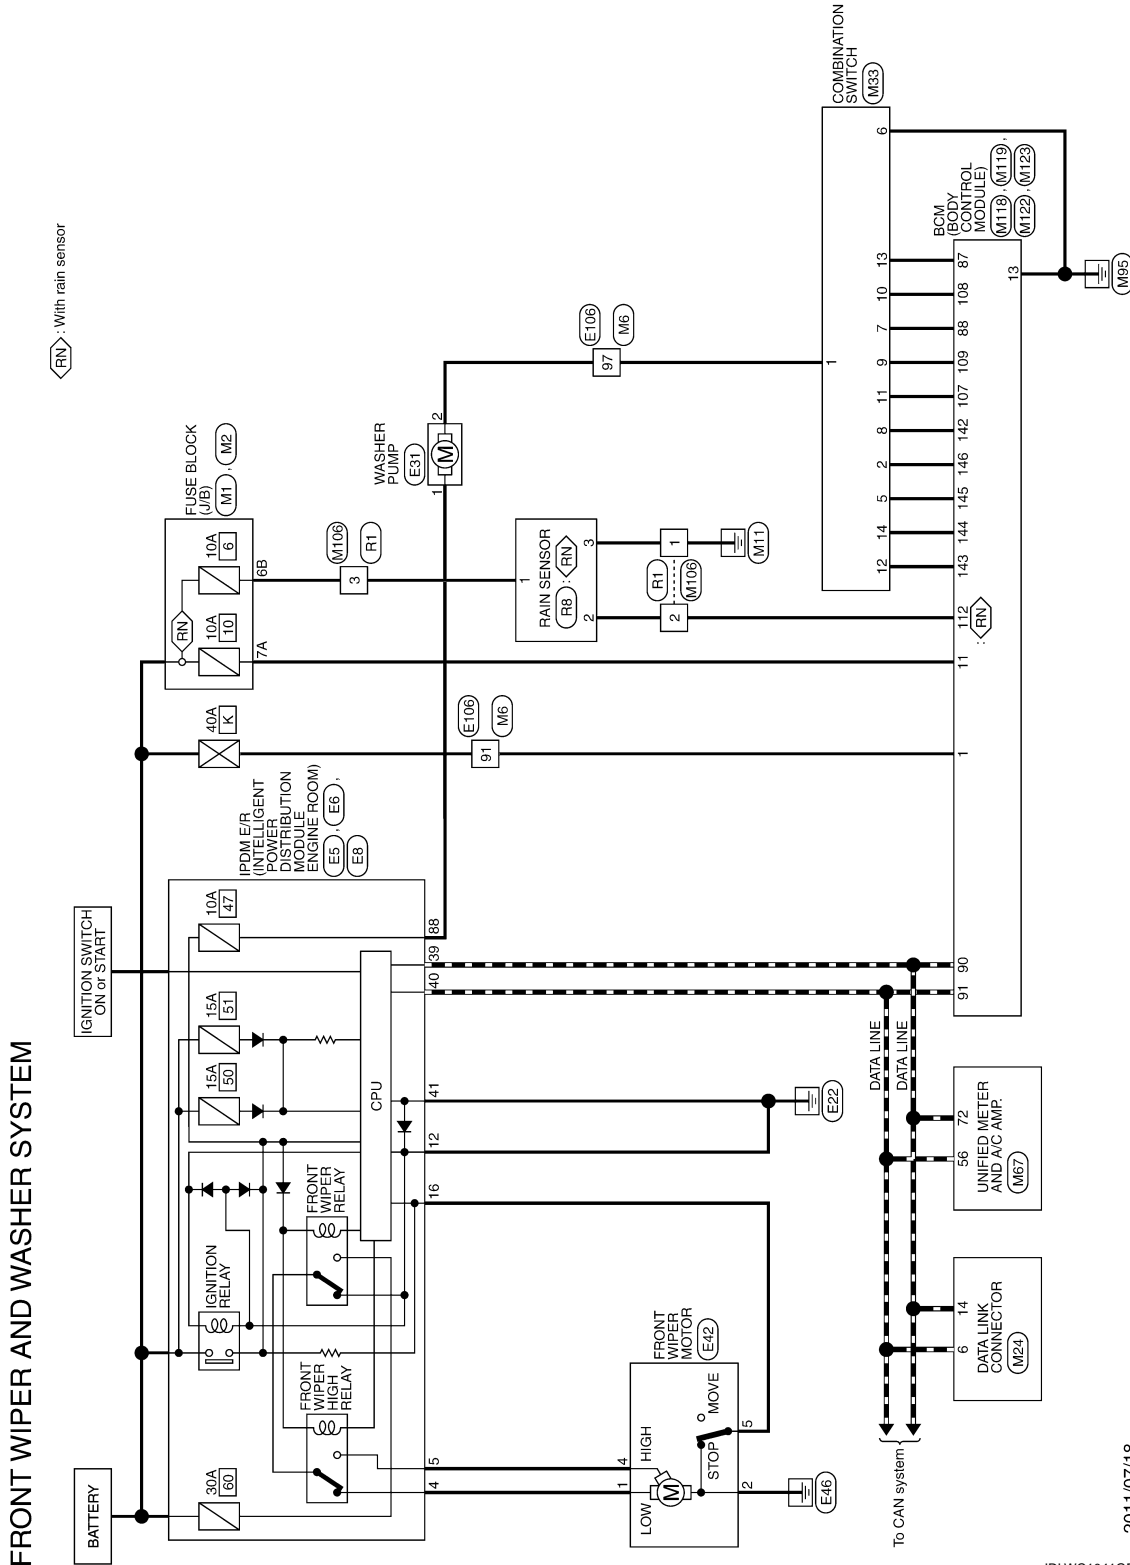 FRONT WIPER AND WASHER SYSTEM
RN : With rain sensor
BATTERY
IGNITION SWITCH
ON or START
30A
60
15A
50
15A
51
10A
47
40A
K
10A
10
10A
6
RN
FUSE BLOCK
(J/B)
M1 , M2
7A
6B
IPDM E/R
(INTELLIGENT
POWER
DISTRIBUTION
MODULE
ENGINE ROOM)
E5 , E6 ,
E8
IGNITION
RELAY
FRONT
WIPER
HIGH
RELAY
FRONT
WIPER
RELAY
CPU
4
5
16
12
41
40
39
88
M106
3
R1
WASHER
PUMP
E31
1
M
2
E106
91
M6
E106
97
M6
1
RAIN SENSOR
R8 : RN
2
3
R1
M106
2
1
M11
FRONT
WIPER
MOTOR
E42
1
4
LOW
HIGH
M
STOP
MOVE
2
5
E46
E22
COMBINATION
SWITCH
M33
1
12
14
5
2
8
11
9
7
10
13
6
BCM
(BODY
CONTROL
MODULE)
M118 , M119 ,
M122 , M123
91
90
1
11
112
: RN
143
144
145
146
142
107
109
88
108
87
13
M95
DATA LINE
DATA LINE
To CAN system
6
14
DATA LINK
CONNECTOR
M24
56
72
UNIFIED METER
AND A/C AMP.
M67
2011/07/18